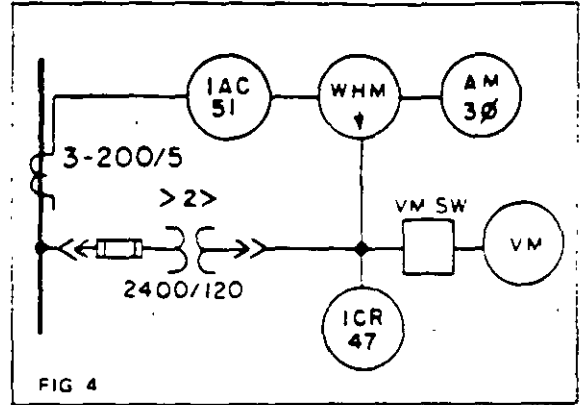 IAC
51
WHM
AM
3Ø
3-200/5
>2>
VM SW
VM
2400/120
ICR
47
FIG 4